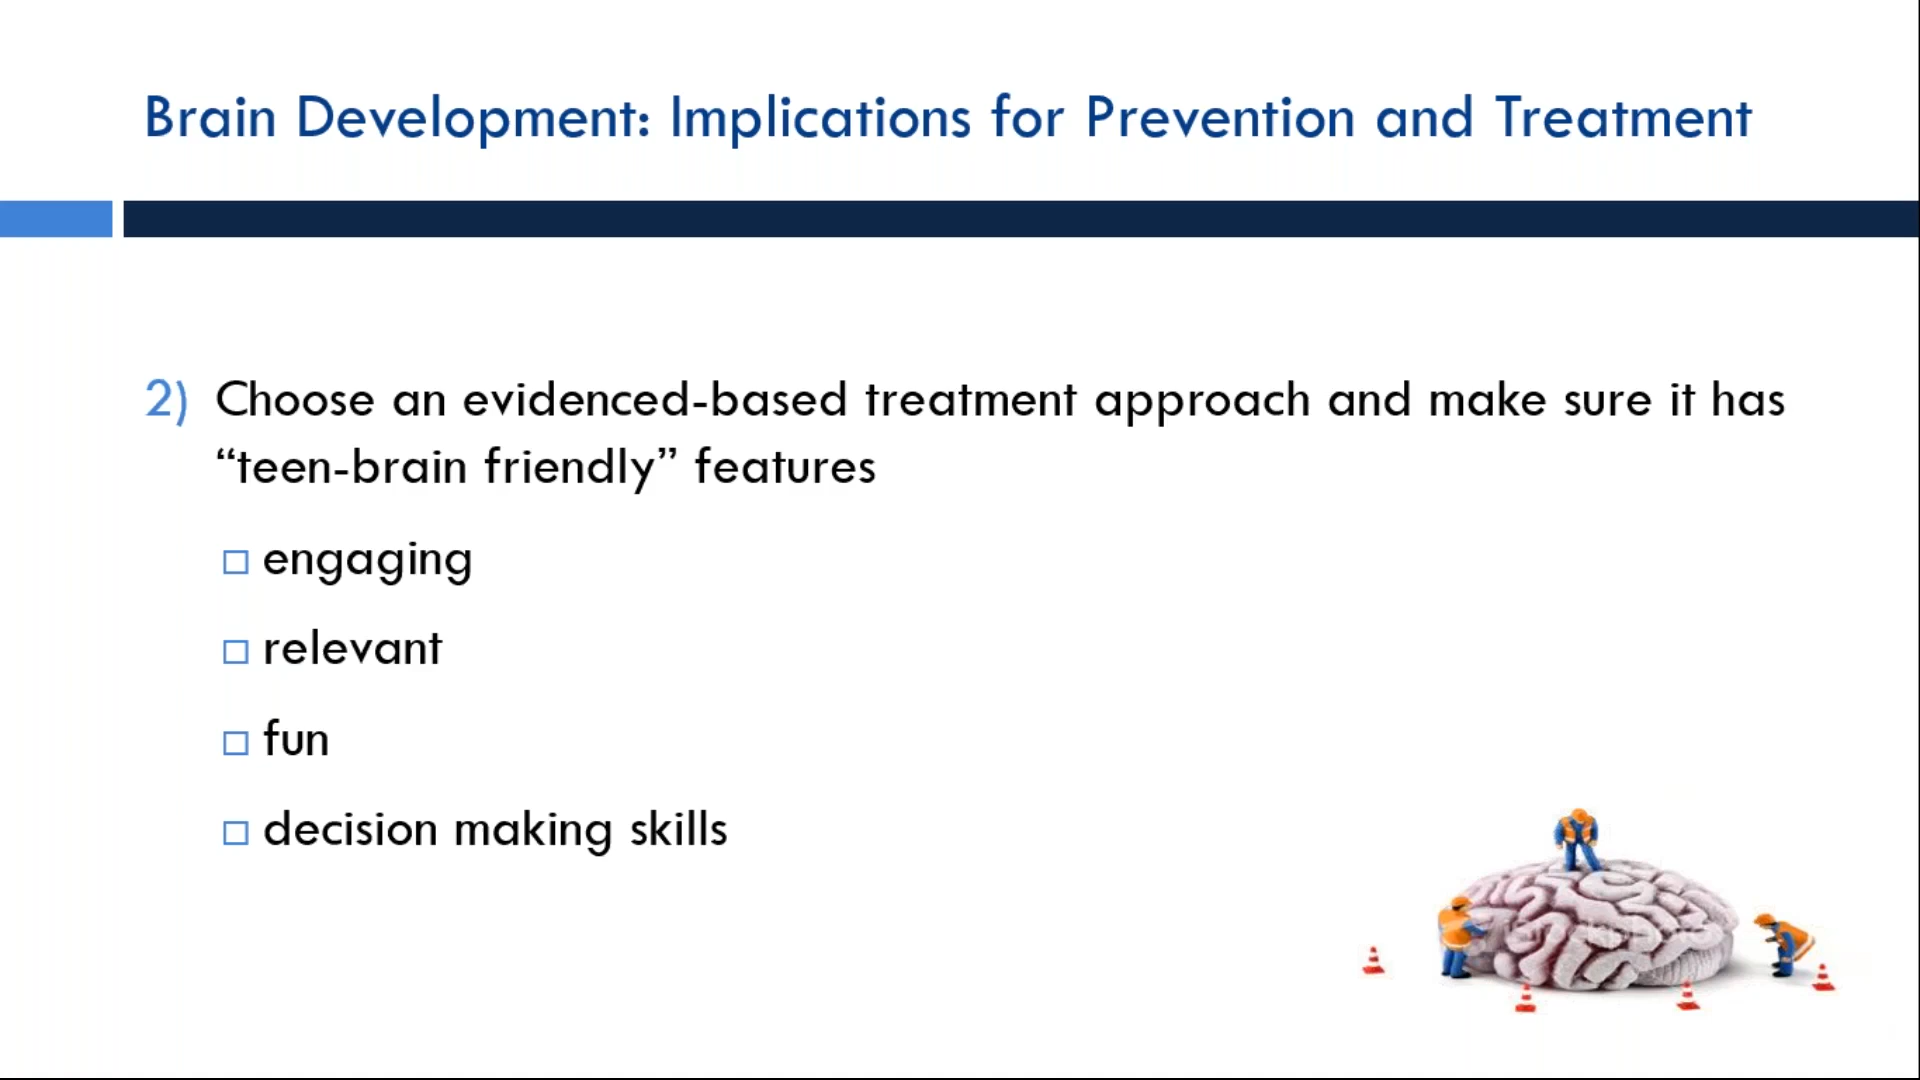 Brain Development: Implications for Prevention and Treatment
2) Choose an evidenced-based treatment approach and make sure it has
“teen-brain friendly” features
engaging
relevant
fun
decision making skills